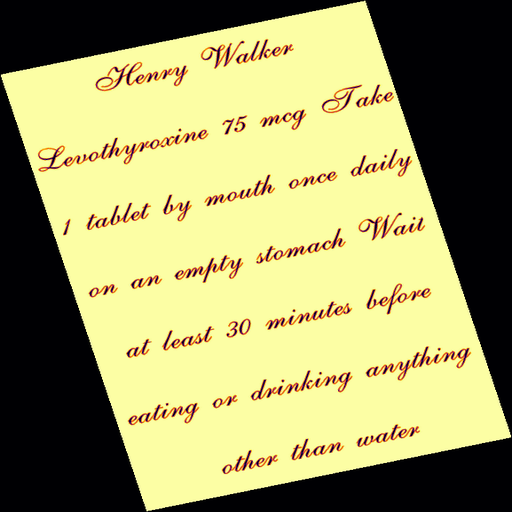 Henry Walker
Levothyroxine 75 mcg Take
1 tablet by mouth once daily
on an empty stomach Wait
at least 30 minutes before
eating or drinking anything
other than water